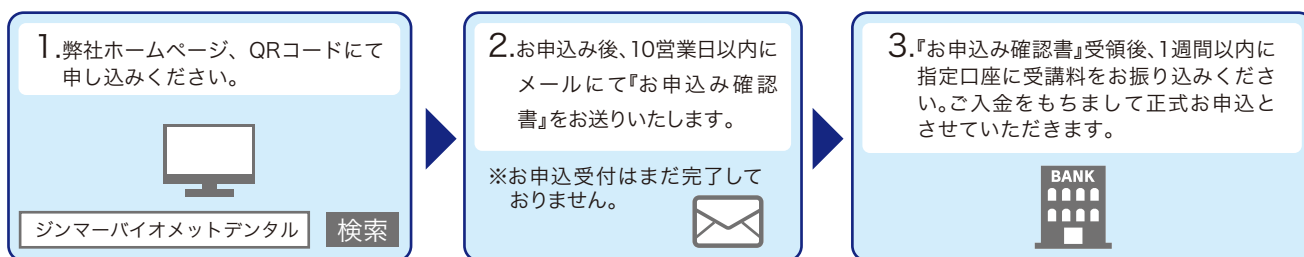 1.弊社ホームページ、QRコードにて
申し込みください。
ジンマーバイオメットデンタル 検索
2.お申込み後、10営業日以内に
メールにて『お申込み確認
書』をお送りいたします。
※お申込受付はまだ完了して
おりません。
3.『お申込み確認書』受領後、1週間以内に
指定口座に受講料をお振り込みくださ
い。ご入金をもちまして正式お申込と
させていただきます。
BANK